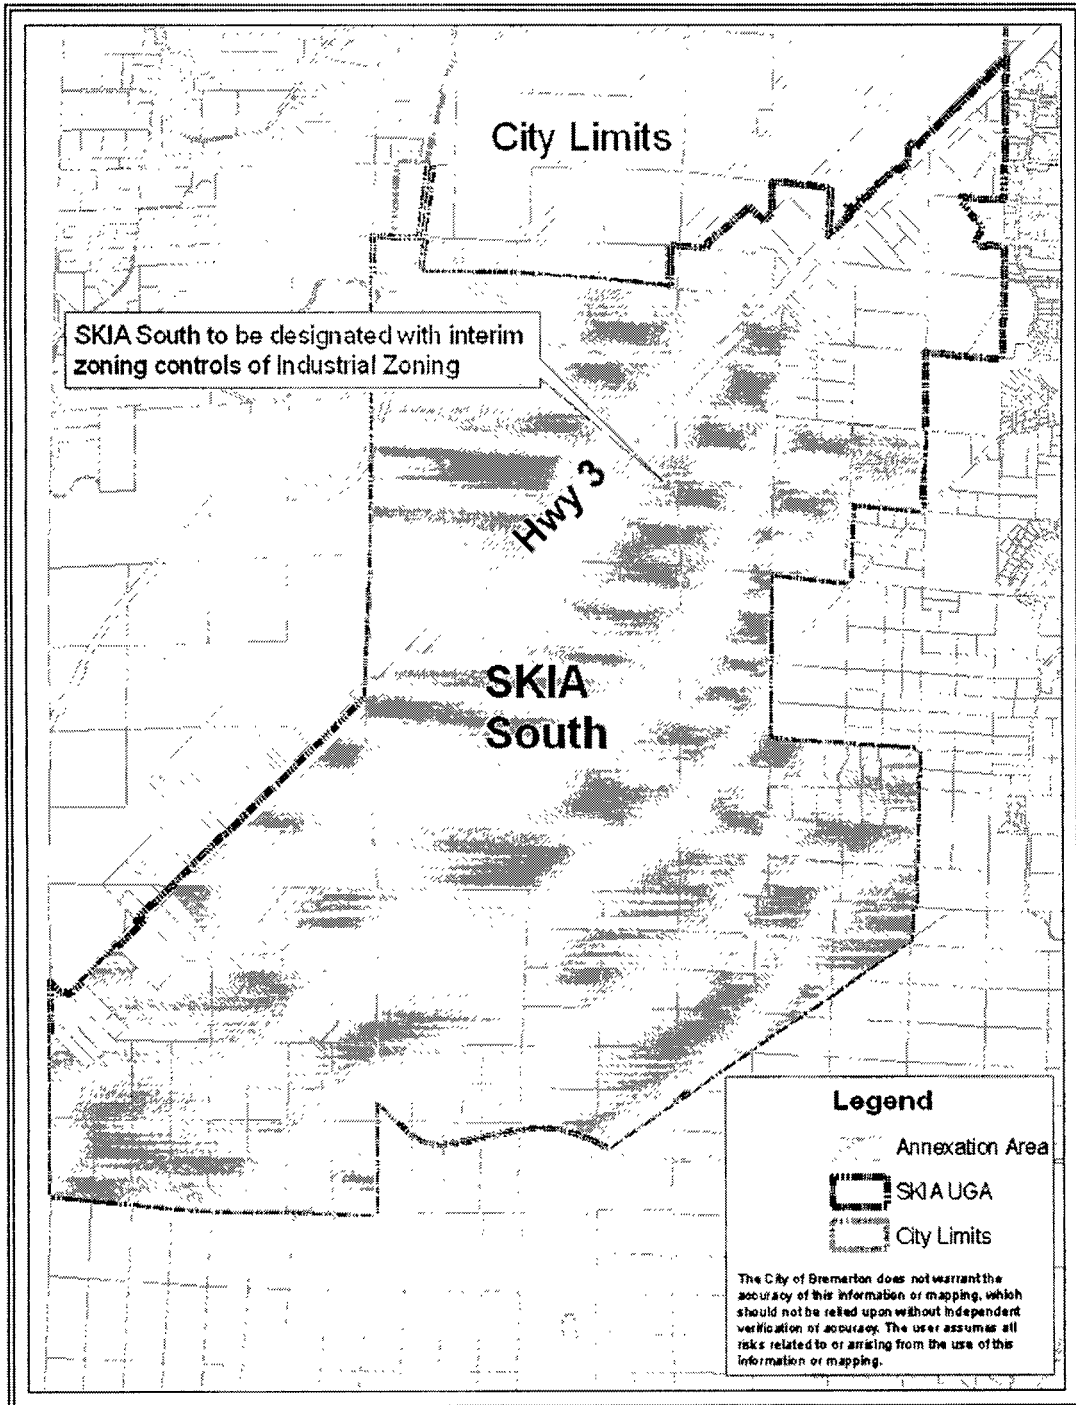 City Limits
SKIA South to be designated with interim
zoning controls of Industrial Zoning
Hwy 3
SKIA
South
Legend
Annexation Area
SKIA UGA
City Limits
The City of Bremerton does not warrant the
accuracy of this information or mapping, which
should not be relied upon without independent
verification of accuracy. The user assumes all
risks related to or arising from the use of this
information or mapping.